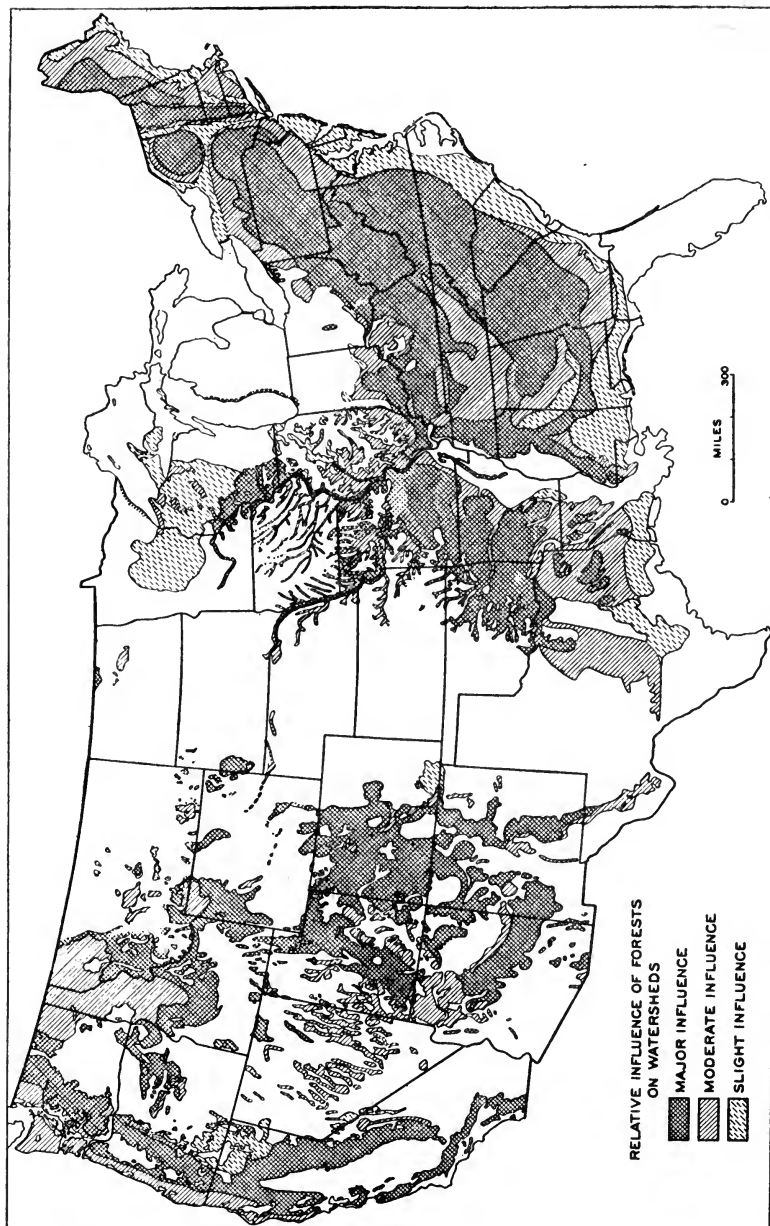 RELATIVE INFLUENCE OF FORESTS
ON WATERSHEDS
MAJOR INFLUENCE
MODERATE INFLUENCE
SLIGHT INFLUENCE
0 300
MILES